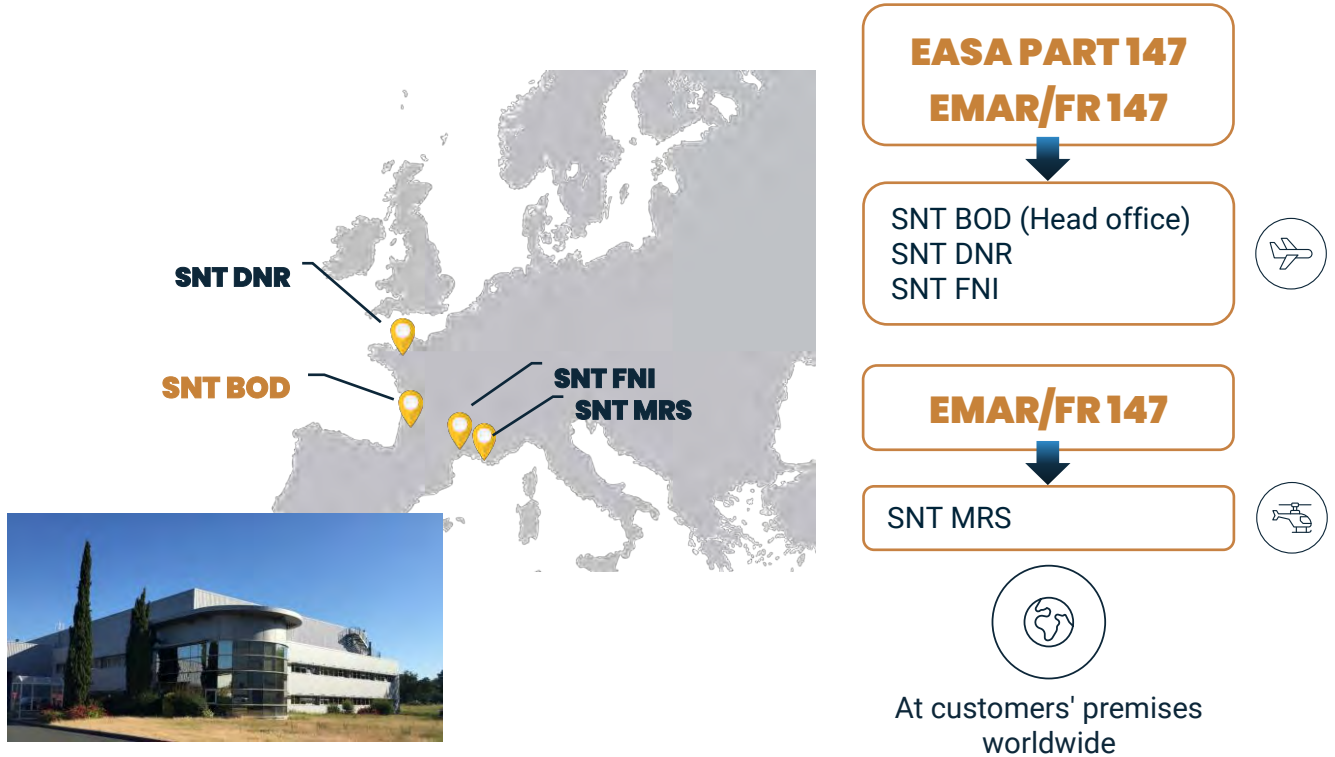 SNT DNR
SNT BOD
SNT FNI
SNT MRS
EASA PART 147
EMAR/FR 147
SNT BOD (Head office)
SNT DNR
SNT FNI
EMAR/FR 147
SNT MRS
At customers' premises
worldwide